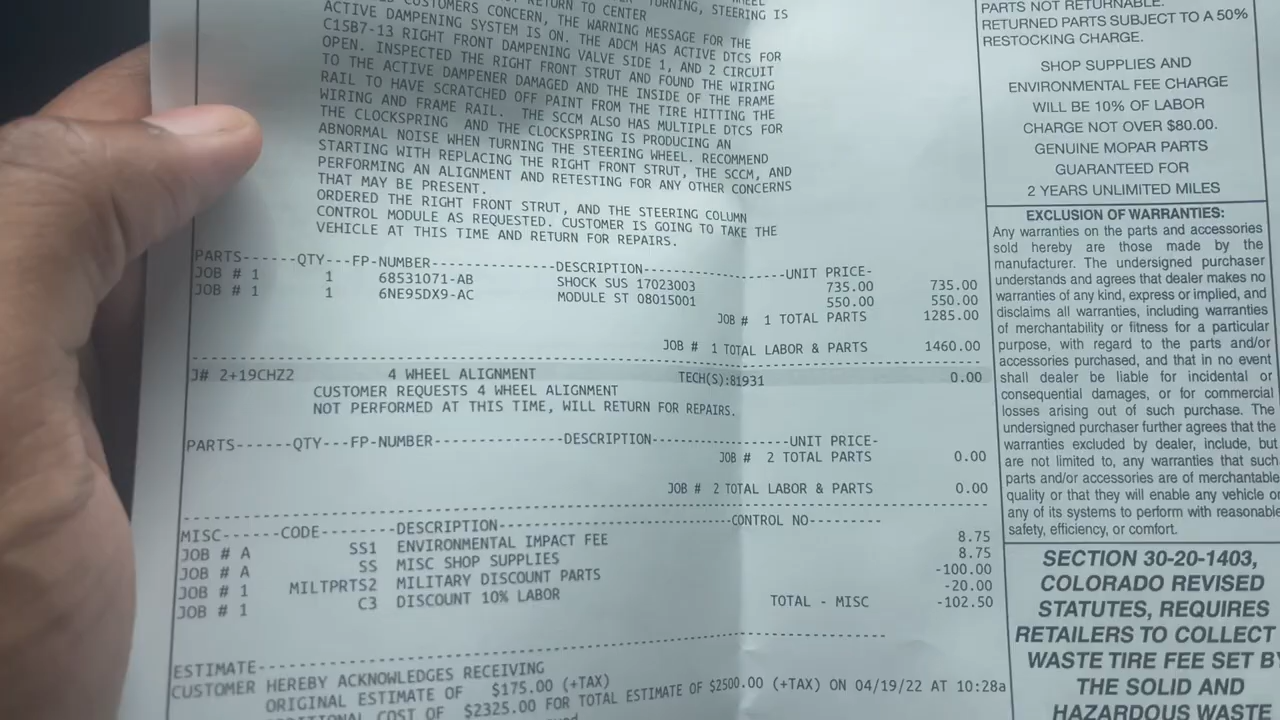 RETURN TO CENTER TURNING, STEERING IS
CUSTOMERS CONCERN, THE WARNING MESSAGE FOR THE
ACTIVE DAMPENING SYSTEM IS ON. THE ADCM HAS ACTIVE DTCS FOR
C15B7-13 RIGHT FRONT DAMPENING VALVE SIDE 1, AND 2 CIRCUIT
OPEN. INSPECTED THE RIGHT FRONT STRUT AND FOUND THE WIRING
TO THE ACTIVE DAMPENER DAMAGED AND THE INSIDE OF THE FRAME
RAIL TO HAVE SCRATCHED OFF PAINT FROM THE TIRE HITTING THE
WIRING AND FRAME RAIL. THE SCCM ALSO HAS MULTIPLE DTCS FOR
THE CLOCKSPRING AND THE CLOCKSPRING IS PRODUCING AN
ABNORMAL NOISE WHEN TURNING THE STEERING WHEEL. RECOMMEND
STARTING WITH REPLACING THE RIGHT FRONT STRUT, THE SCCM, AND
PERFORMING AN ALIGNMENT AND RETESTING FOR ANY OTHER CONCERNS
THAT MAY BE PRESENT.
ORDERED THE RIGHT FRONT STRUT, AND THE STEERING COLUMN
CONTROL MODULE AS REQUESTED. CUSTOMER IS GOING TO TAKE THE
VEHICLE AT THIS TIME AND RETURN FOR REPAIRS.
PARTS------QTY---FP-NUMBER---------------DESCRIPTION---------------UNIT PRICE-
JOB # 1 1 68531071-AB SHOCK SUS 17023003 735.00 735.00
JOB # 1 1 6NE95DX9-AC MODULE ST 08015001 550.00 550.00
JOB # 1 TOTAL PARTS 1285.00
JOB # 1 TOTAL LABOR & PARTS 1460.00
J# 2+19CHZ2 4 WHEEL ALIGNMENT TECH(S):81931 0.00
CUSTOMER REQUESTS 4 WHEEL ALIGNMENT
NOT PERFORMED AT THIS TIME, WILL RETURN FOR REPAIRS.
PARTS------QTY---FP-NUMBER---------------DESCRIPTION---------------UNIT PRICE-
JOB # 2 TOTAL PARTS 0.00
JOB # 2 TOTAL LABOR & PARTS 0.00
MISC------CODE--------DESCRIPTION--------------------------CONTROL NO---------
JOB # A SS1 ENVIRONMENTAL IMPACT FEE 8.75
JOB # A SS MISC SHOP SUPPLIES 8.75
JOB # 1 MILTPRTS2 MILITARY DISCOUNT PARTS -100.00
JOB # 1 C3 DISCOUNT 10% LABOR -20.00
TOTAL - MISC -102.50
ESTIMATE------------------------------
CUSTOMER HEREBY ACKNOWLEDGES RECEIVING
ORIGINAL ESTIMATE OF $175.00 (+TAX)
COST OF $2325.00 FOR TOTAL ESTIMATE OF $2500.00 (+TAX) ON 04/19/22 AT 10:28a
PARTS NOT RETURNABLE.
RETURNED PARTS SUBJECT TO A 50%
RESTOCKING CHARGE.
SHOP SUPPLIES AND
ENVIRONMENTAL FEE CHARGE
WILL BE 10% OF LABOR
CHARGE NOT OVER $80.00.
GENUINE MOPAR PARTS
GUARANTEED FOR
2 YEARS UNLIMITED MILES
EXCLUSION OF WARRANTIES:
Any warranties on the parts and accessories
sold hereby are those made by the
manufacturer. The undersigned purchaser
understands and agrees that dealer makes no
warranties of any kind, express or implied, and
disclaims all warranties, including warranties
of merchantability or fitness for a particular
purpose, with regard to the parts and/or
accessories purchased, and that in no event
shall dealer be liable for incidental or
consequential damages, or for commercial
losses arising out of such purchase. The
undersigned purchaser further agrees that the
warranties excluded by dealer, include, but
are not limited to, any warranties that such
parts and/or accessories are of merchantable
quality or that they will enable any vehicle or
any of its systems to perform with reasonable
safety, efficiency, or comfort.
SECTION 30-20-1403,
COLORADO REVISED
STATUTES, REQUIRES
RETAILERS TO COLLECT
WASTE TIRE FEE SET BY
THE SOLID AND
HAZARDOUS WASTE